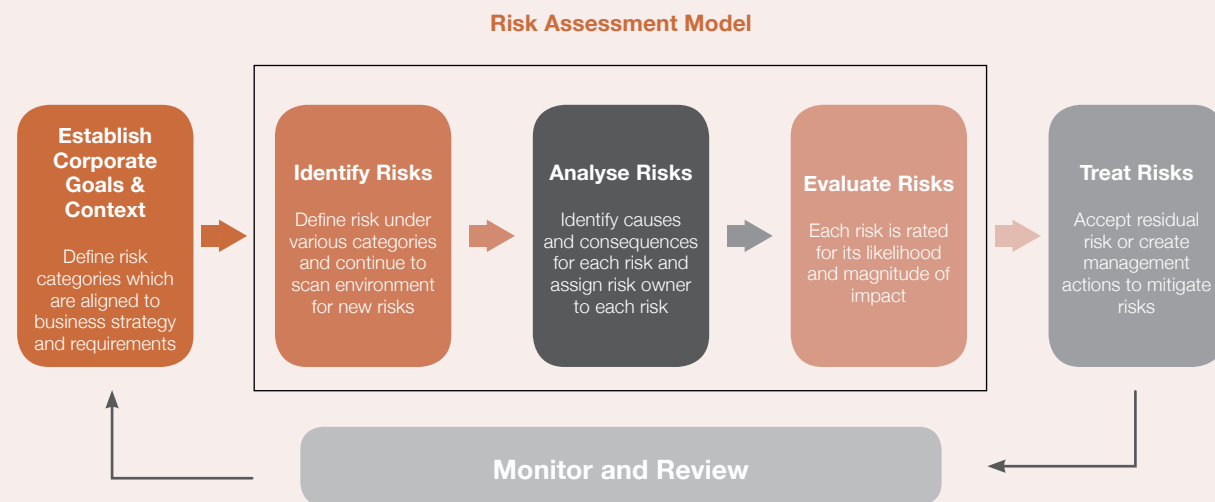 Risk Assessment Model
Establish
Corporate
Goals &
Context
Define risk
categories which
are aligned to
business strategy
and requirements
Identify Risks
Define risk under
various categories
and continue to
scan environment
for new risks
Analyse Risks
Identify causes
and consequences
for each risk and
assign risk owner
to each risk
Evaluate Risks
Each risk is rated
for its likelihood
and magnitude of
impact
Treat Risks
Accept residual
risk or create
management
actions to mitigate
risks
Monitor and Review